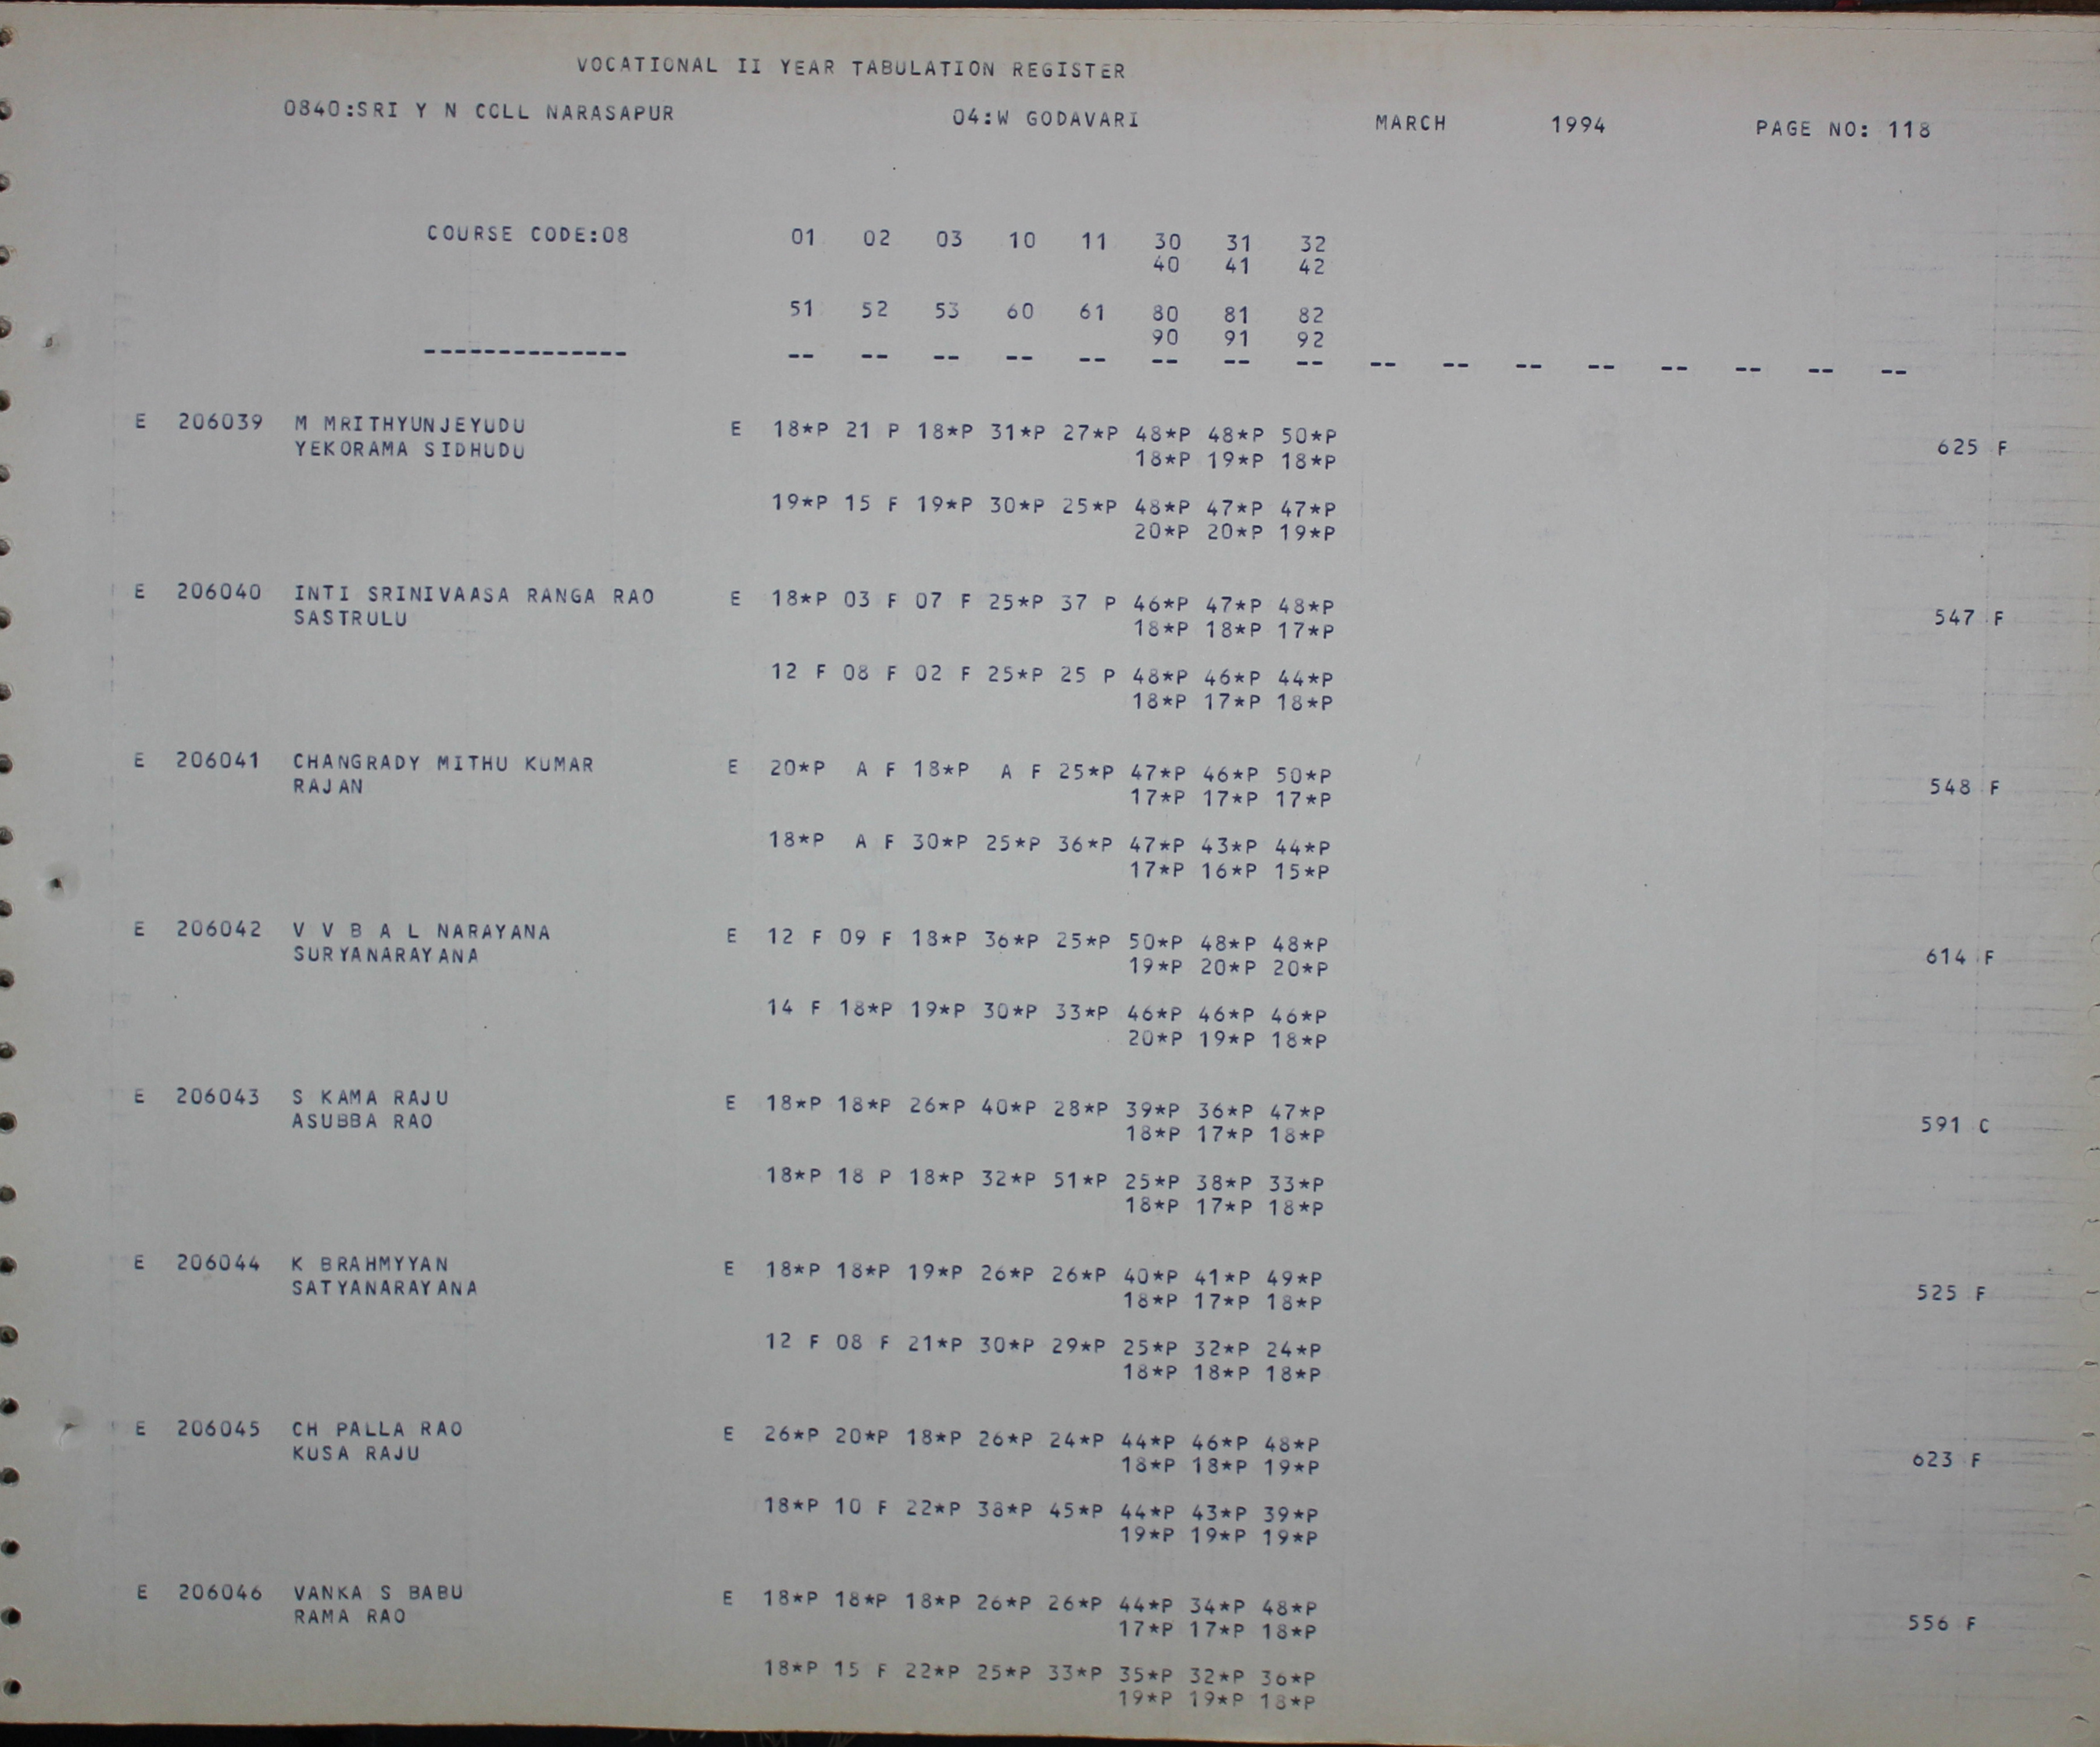 VOCATIONAL II YEAR TABULATION REGISTER
0840:SRI Y N COLL NARASAPUR 04:W GODAVARI MARCH 1994 PAGE NO: 118
COURSE CODE:08 01 02 03 10 11 30 31 32
40 41 42
51 52 53 60 61 80 81 82
90 91 92
-------------- -- -- -- -- -- -- -- -- -- -- -- -- -- -- -- --
E 206039 M MRITHYUNJEYUDU E 18*P 21 P 18*P 31*P 27*P 48*P 48*P 50*P
YEKORAMA SIDHUDU 18*P 19*P 18*P 625 F
19*P 15 F 19*P 30*P 25*P 48*P 47*P 47*P
20*P 20*P 19*P
E 206040 INTI SRINIVAASA RANGA RAO E 18*P 03 F 07 F 25*P 37 P 46*P 47*P 48*P
SASTRULU 18*P 18*P 17*P 547 F
12 F 08 F 02 F 25*P 25 P 48*P 46*P 44*P
18*P 17*P 18*P
E 206041 CHANGRADY MITHU KUMAR E 20*P A F 18*P A F 25*P 47*P 46*P 50*P
RAJAN 17*P 17*P 17*P 548 F
18*P A F 30*P 25*P 36*P 47*P 43*P 44*P
17*P 16*P 15*P
E 206042 V V B A L NARAYANA E 12 F 09 F 18*P 36*P 25*P 50*P 48*P 48*P
SURYANARAYANA 19*P 20*P 20*P 614 F
14 F 18*P 19*P 30*P 33*P 46*P 46*P 46*P
20*P 19*P 18*P
E 206043 S KAMA RAJU E 18*P 18*P 26*P 40*P 28*P 39*P 36*P 47*P
ASUBBA RAO 18*P 17*P 18*P 591 C
18*P 18 P 18*P 32*P 51*P 25*P 38*P 33*P
18*P 17*P 18*P
E 206044 K BRAHMYYAN E 18*P 18*P 19*P 26*P 26*P 40*P 41*P 49*P
SATYANARAYANA 18*P 17*P 18*P 525 F
12 F 08 F 21*P 30*P 29*P 25*P 32*P 24*P
18*P 18*P 18*P
E 206045 CH PALLA RAO E 26*P 20*P 18*P 26*P 24*P 44*P 46*P 48*P
KUSA RAJU 18*P 18*P 19*P 623 F
18*P 10 F 22*P 38*P 45*P 44*P 43*P 39*P
19*P 19*P 19*P
E 206046 VANKA S BABU E 18*P 18*P 18*P 26*P 26*P 44*P 34*P 48*P
RAMA RAO 17*P 17*P 18*P 556 F
18*P 15 F 22*P 25*P 33*P 35*P 32*P 36*P
19*P 19*P 18*P